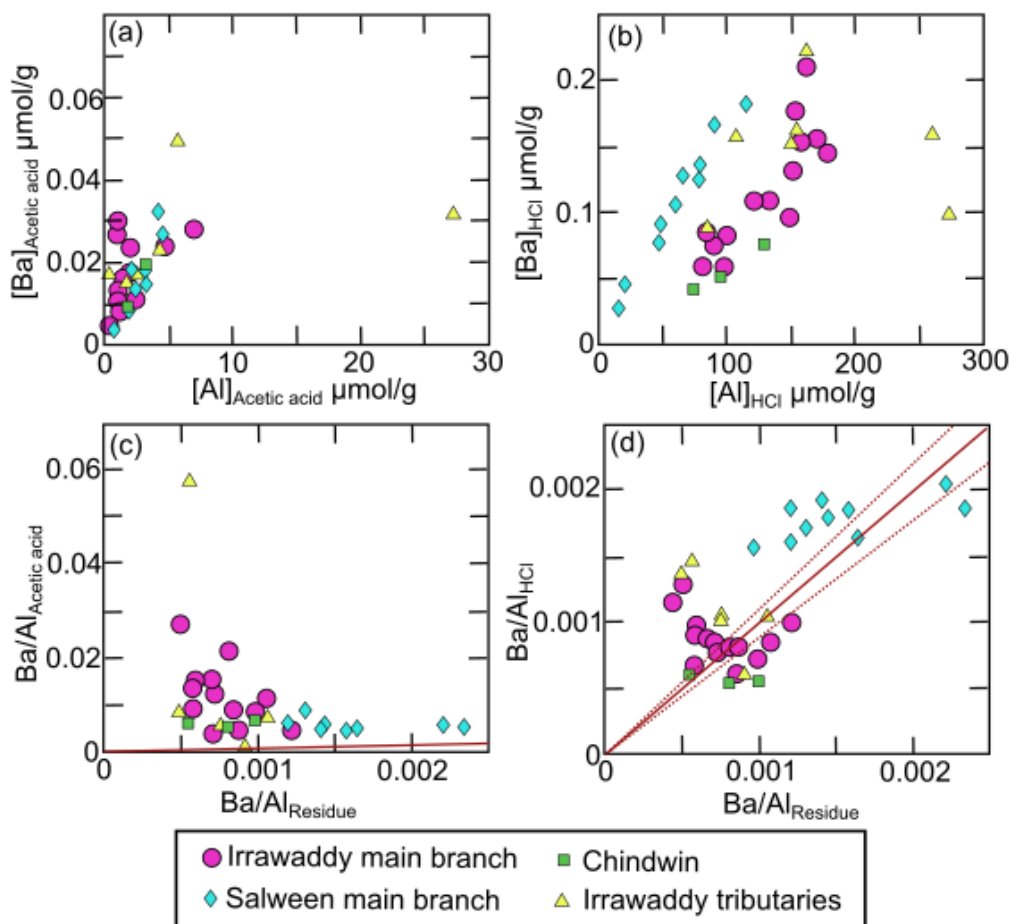 (a)
0.06
0.04
0.02
0
[Ba]Acetic acid μmol/g
0
10
20
30
[Al]Acetic acid μmol/g
(b)
0.2
0.1
0
[Ba]HCl μmol/g
0
100
200
300
[Al]HCl μmol/g
(c)
0.06
0.04
0.02
0
Ba/AlAcetic acid
0.001
0.002
Ba/AlResidue
(d)
0.002
0.001
0
Ba/AlHCl
0
0.001
0.002
Ba/AlResidue
Irrawaddy main branch
Chindwin
Salween main branch
Irrawaddy tributaries